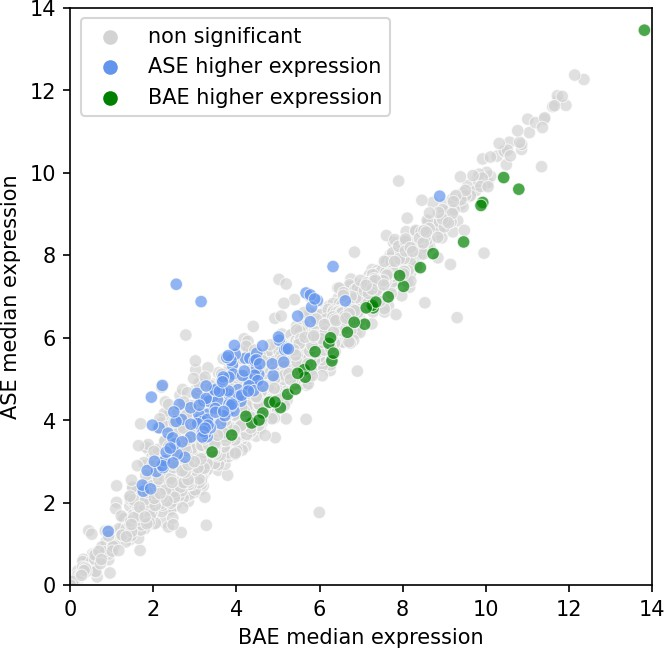 non significant
ASE higher expression
BAE higher expression
14
12
10
8
6
4
2
0
ASE median expression
0 2 4 6 8 10 12 14
BAE median expression